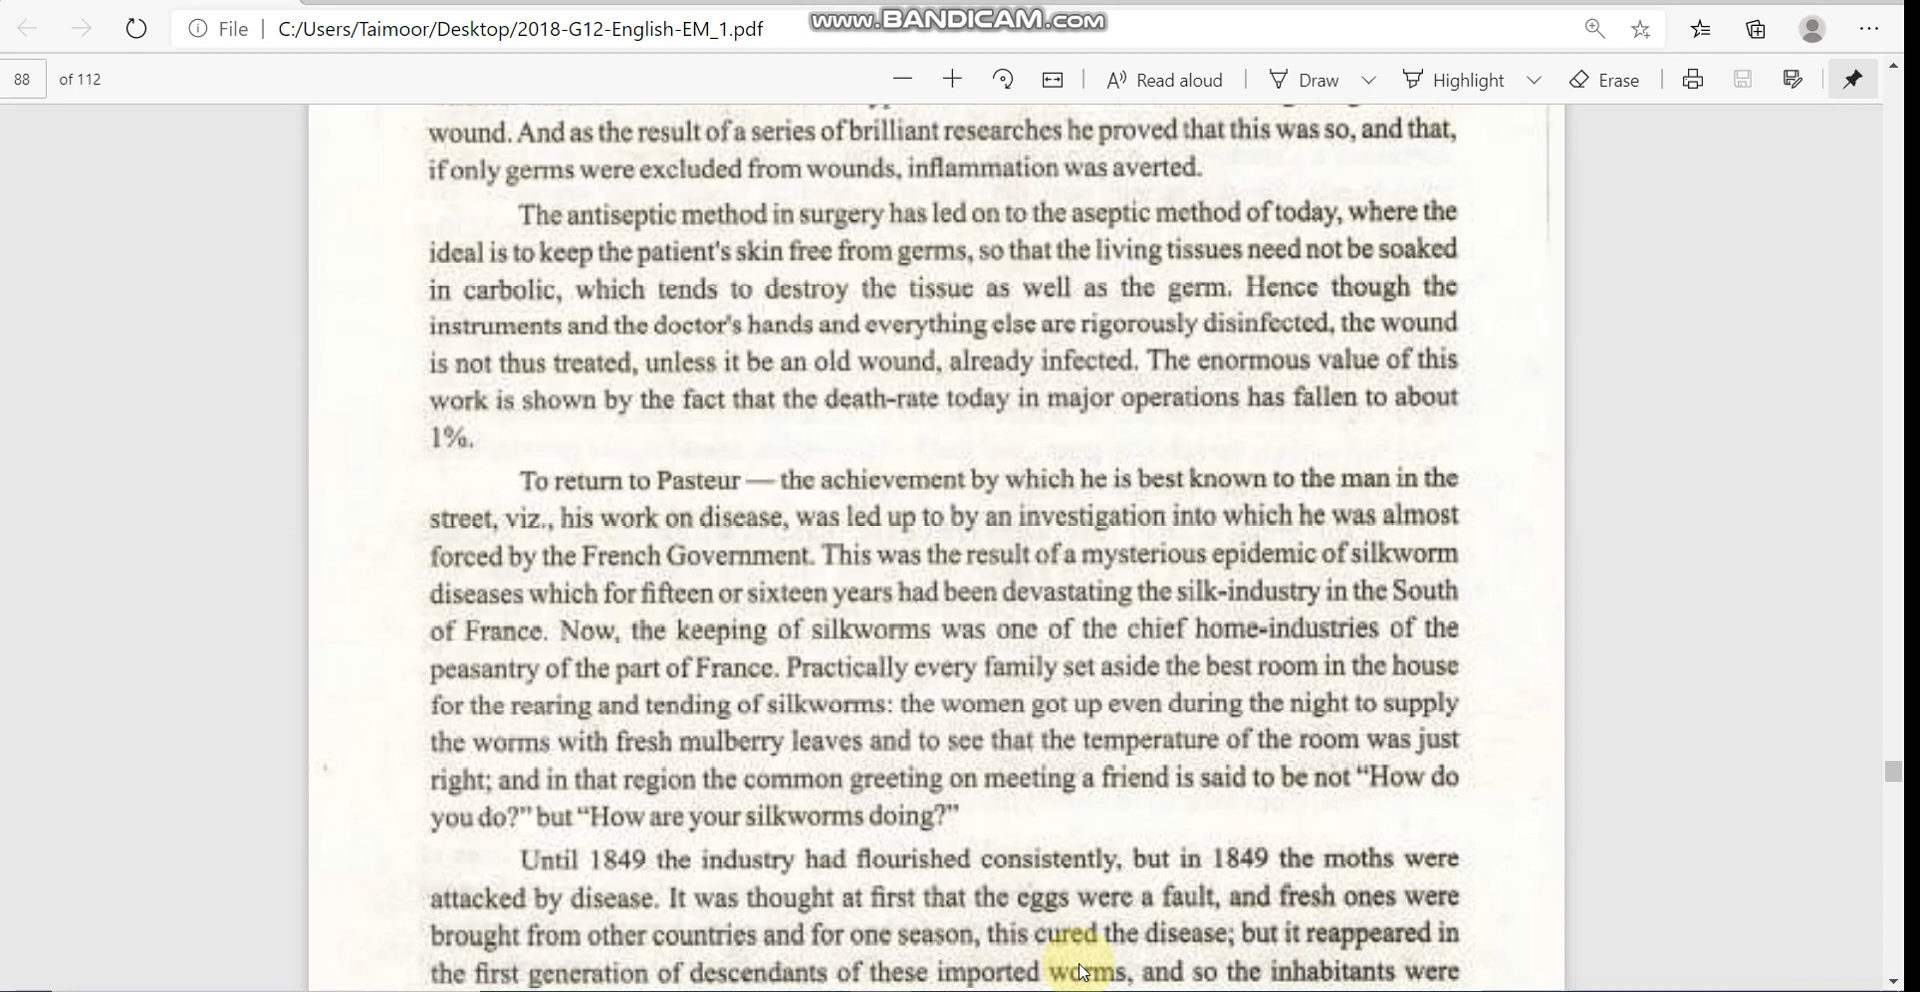 File
C:/Users/Taimoor/Desktop/2018-G12-English-EM_1.pdf
www.BANDICAM.com
88 of 112
Read aloud
Draw
Highlight
Erase
wound. And as the result of a series of brilliant researches he proved that this was so, and that,
if only germs were excluded from wounds, inflammation was averted.
The antiseptic method in surgery has led on to the aseptic method of today, where the
ideal is to keep the patient's skin free from germs, so that the living tissues need not be soaked
in carbolic, which tends to destroy the tissue as well as the germ. Hence though the
instruments and the doctor's hands and everything else are rigorously disinfected, the wound
is not thus treated, unless it be an old wound, already infected. The enormous value of this
work is shown by the fact that the death-rate today in major operations has fallen to about
1%.
To return to Pasteur — the achievement by which he is best known to the man in the
street, viz., his work on disease, was led up to by an investigation into which he was almost
forced by the French Government. This was the result of a mysterious epidemic of silkworm
diseases which for fifteen or sixteen years had been devastating the silk-industry in the South
of France. Now, the keeping of silkworms was one of the chief home-industries of the
peasantry of the part of France. Practically every family set aside the best room in the house
for the rearing and tending of silkworms: the women got up even during the night to supply
the worms with fresh mulberry leaves and to see that the temperature of the room was just
right; and in that region the common greeting on meeting a friend is said to be not “How do
you do?” but “How are your silkworms doing?”
Until 1849 the industry had flourished consistently, but in 1849 the moths were
attacked by disease. It was thought at first that the eggs were a fault, and fresh ones were
brought from other countries and for one season, this cured the disease; but it reappeared in
the first generation of descendants of these imported worms, and so the inhabitants were